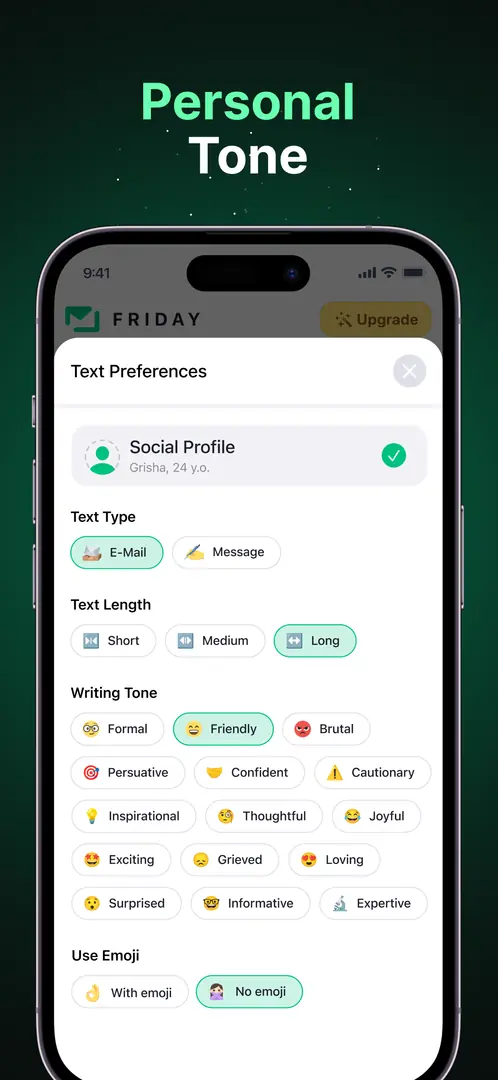 Personal
Tone
9:41
FRIDAY
Upgrade
Text Preferences
Social Profile
Grisha, 24 y.o.
Text Type
E-Mail
Message
Text Length
Short
Medium
Long
Writing Tone
Formal
Friendly
Brutal
Persuative
Confident
Cautionary
Inspirational
Thoughtful
Joyful
Exciting
Grieved
Loving
Surprised
Informative
Expertive
Use Emoji
With emoji
No emoji